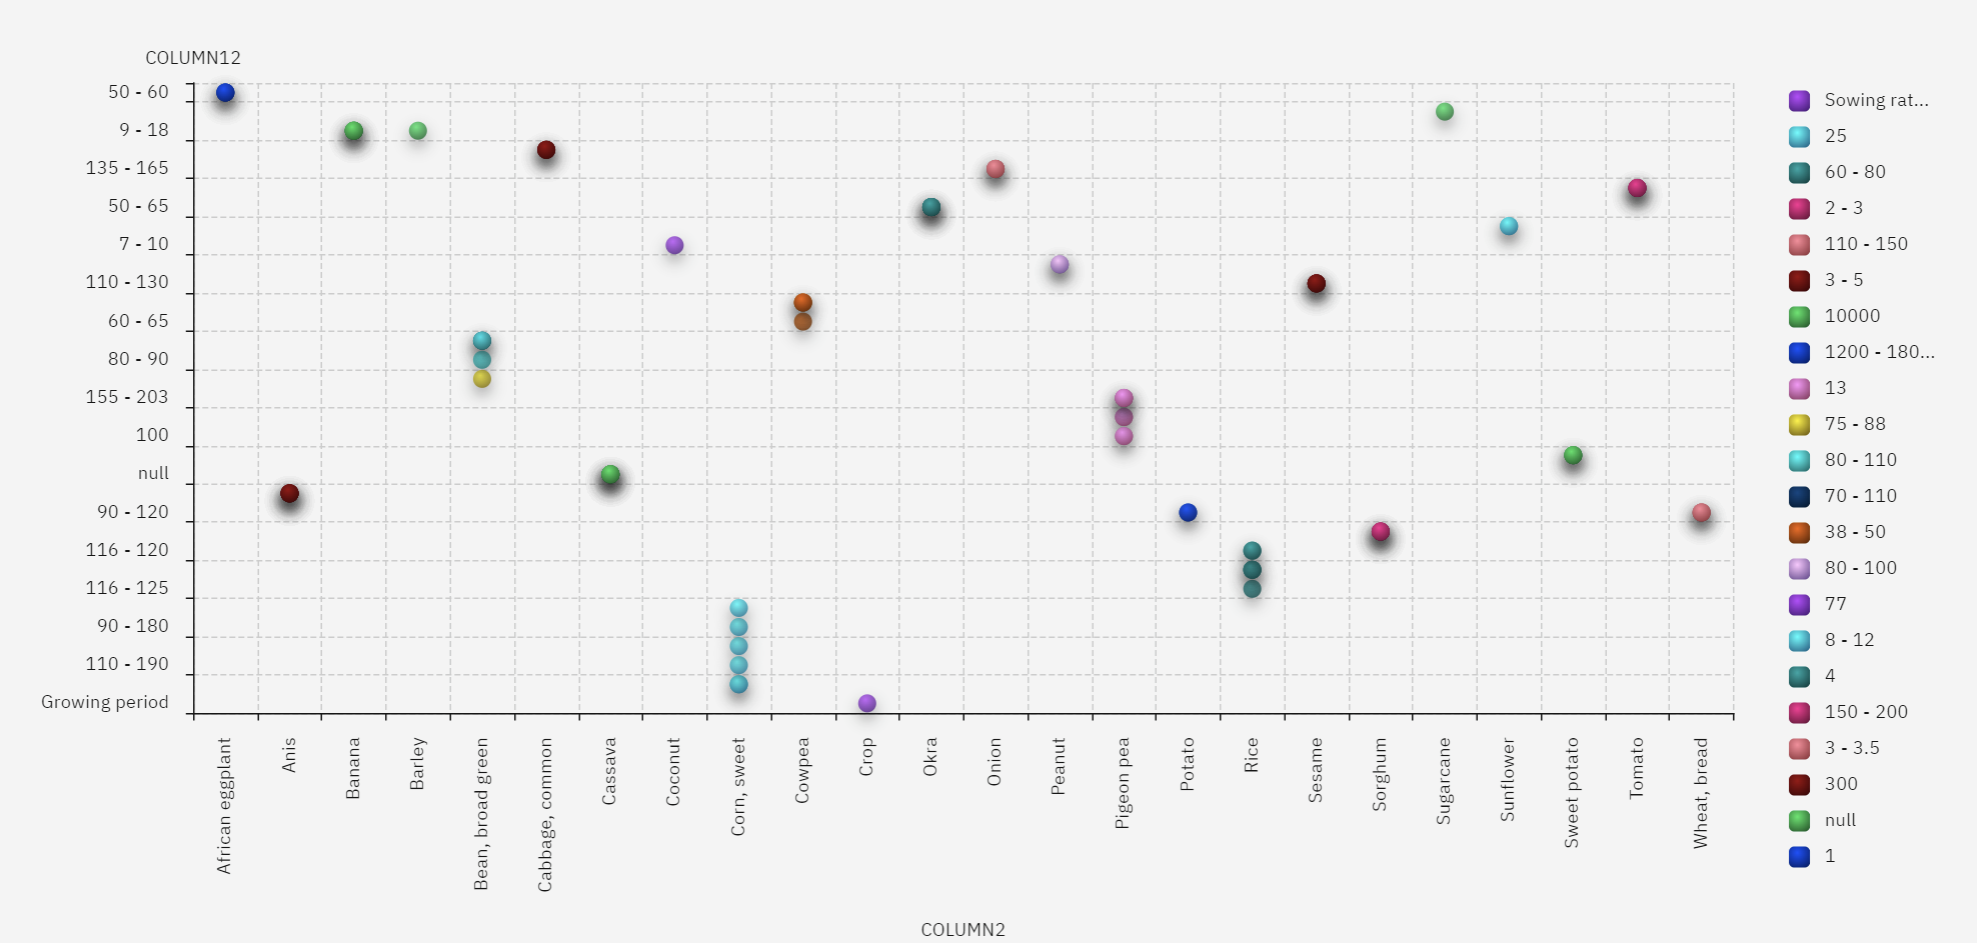 COLUMN12
50 - 60
9 - 18
135 - 165
50 - 65
7 - 10
110 - 130
60 - 65
80 - 90
155 - 203
100
null
90 - 120
116 - 120
116 - 125
90 - 180
110 - 190
Growing period
African eggplant
Anis
Banana
Barley
Bean, broad green
Cabbage, common
Cassava
Coconut
Corn, sweet
Cowpea
Crop
Okra
Onion
Peanut
Pigeon pea
Potato
Rice
Sesame
Sorghum
Sugarcane
Sunflower
Sweet potato
Tomato
Wheat, bread
COLUMN2
Sowing rat...
25
60 - 80
2 - 3
110 - 150
3 - 5
10000
1200 - 180...
13
75 - 88
80 - 110
70 - 110
38 - 50
80 - 100
77
8 - 12
4
150 - 200
3 - 3.5
300
null
1